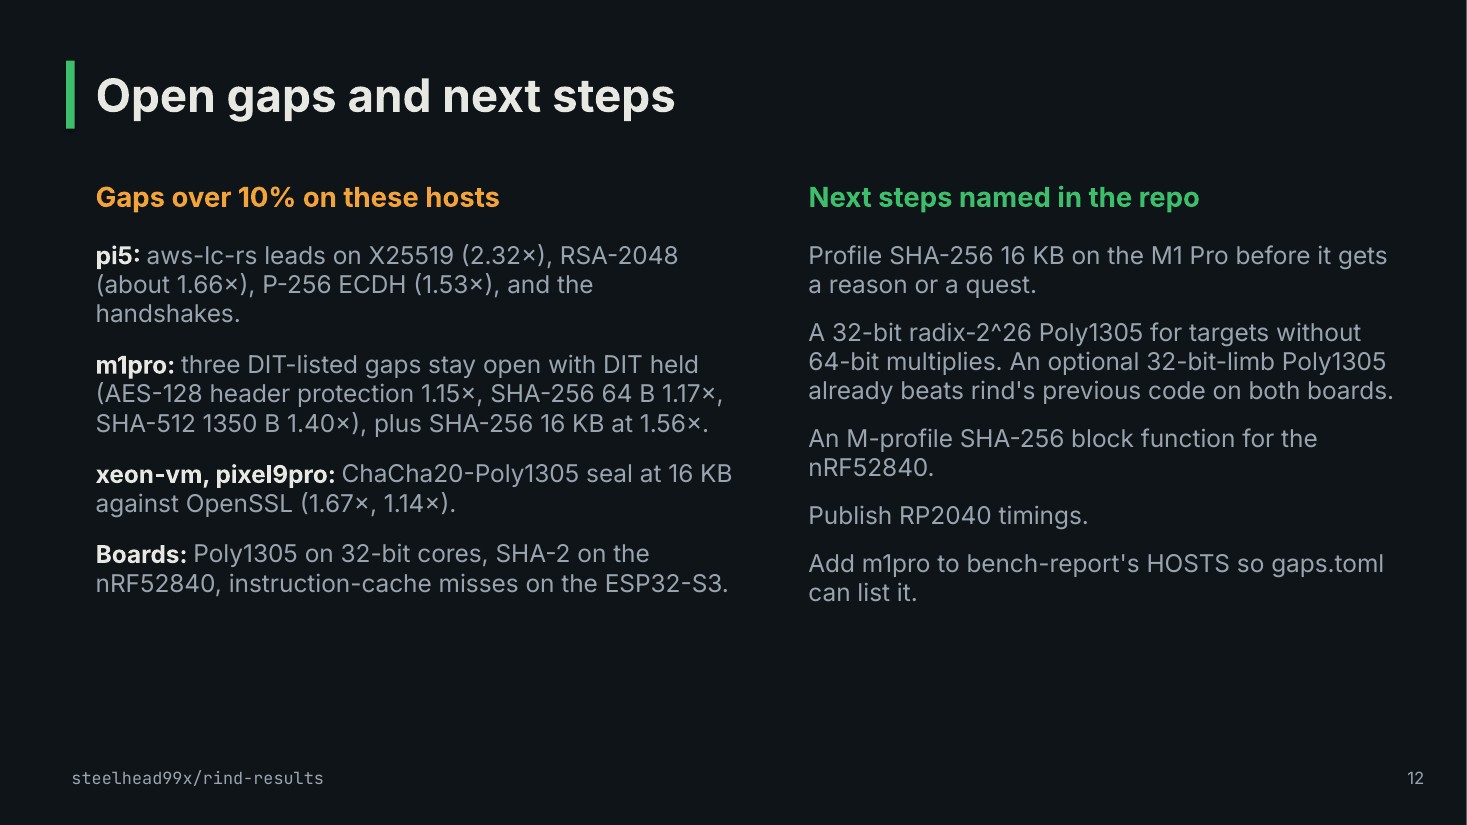 Open gaps and next steps
Gaps over 10% on these hosts
pi5: aws-lc-rs leads on X25519 (2.32×), RSA-2048
(about 1.66×), P-256 ECDH (1.53×), and the
handshakes.
m1pro: three DIT-listed gaps stay open with DIT held
(AES-128 header protection 1.15×, SHA-256 64 B 1.17×,
SHA-512 1350 B 1.40×), plus SHA-256 16 KB at 1.56×.
xeon-vm, pixel9pro: ChaCha20-Poly1305 seal at 16 KB
against OpenSSL (1.67×, 1.14×).
Boards: Poly1305 on 32-bit cores, SHA-2 on the
nRF52840, instruction-cache misses on the ESP32-S3.
Next steps named in the repo
Profile SHA-256 16 KB on the M1 Pro before it gets
a reason or a quest.
A 32-bit radix-2^26 Poly1305 for targets without
64-bit multiplies. An optional 32-bit-limb Poly1305
already beats rind's previous code on both boards.
An M-profile SHA-256 block function for the
nRF52840.
Publish RP2040 timings.
Add m1pro to bench-report's HOSTS so gaps.toml
can list it.
steelhead99x/rind-results
12